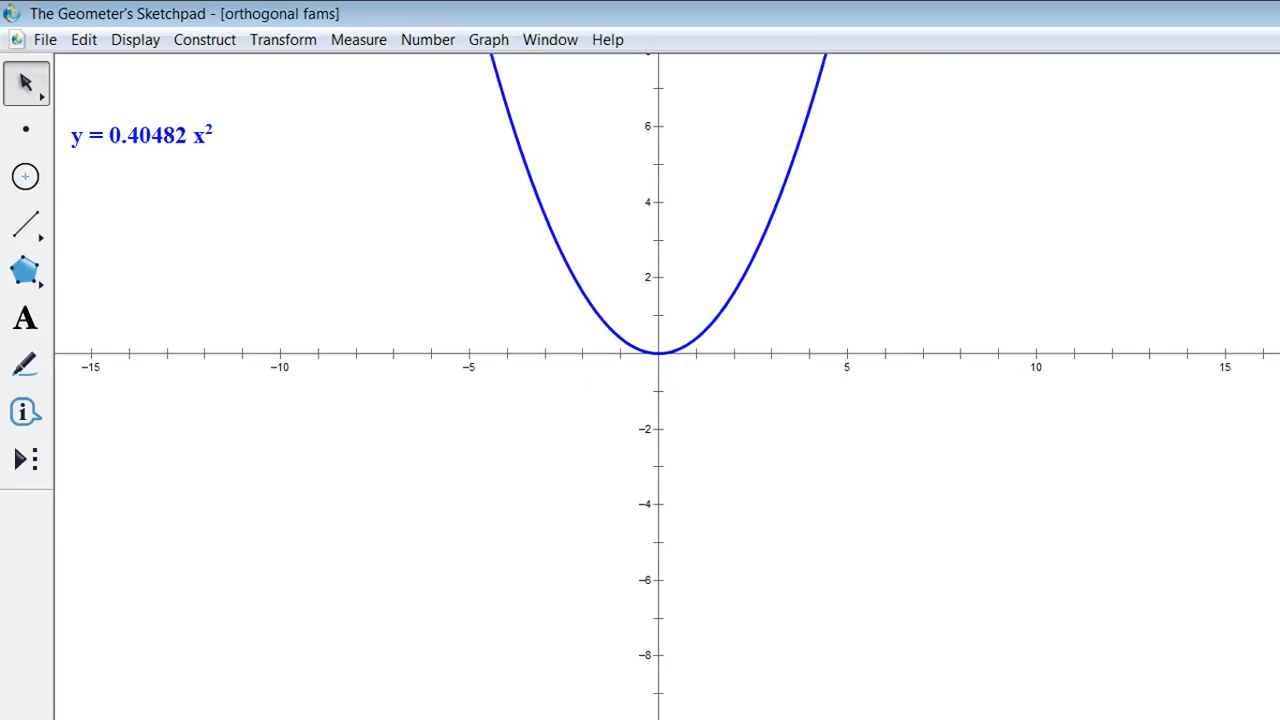 The Geometer's Sketchpad - [orthogonal fams]
File Edit Display Construct Transform Measure Number Graph Window Help
y = 0.40482 x²
6
4
2
−15 −10 −5 5 10 15
−2
−4
−6
−8
A
i